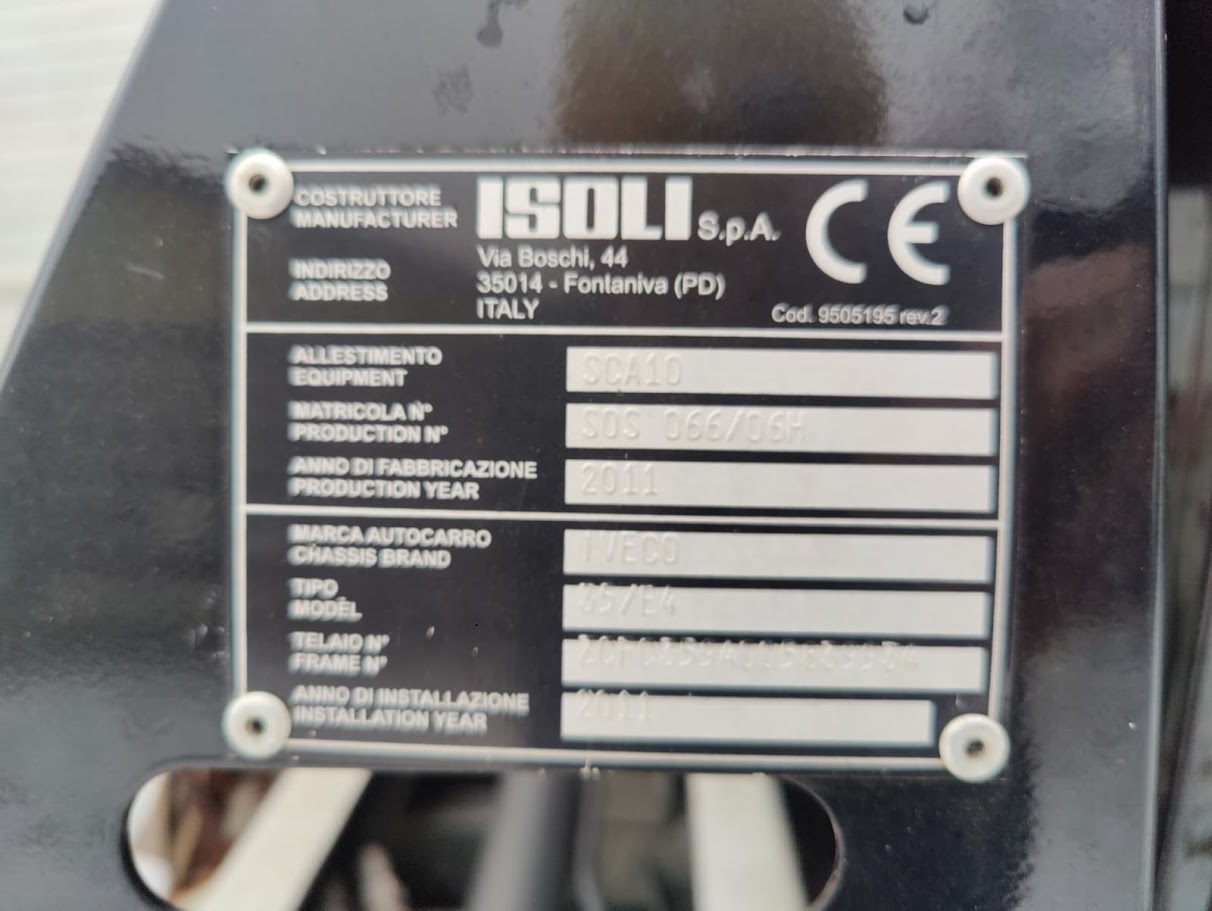 COSTRUTTORE
MANUFACTURER
ISOLI S.p.A.
CE
INDIRIZZO
ADDRESS
Via Boschi, 44
35014 - Fontaniva (PD)
ITALY
Cod. 9505195 rev.2
ALLESTIMENTO
EQUIPMENT
SCA10
MATRICOLA N°
PRODUCTION N°
SOS 066/06H
ANNO DI FABBRICAZIONE
PRODUCTION YEAR
2011
MARCA AUTOCARRO
CHASSIS BRAND
IVECO
TIPO
MODEL
TELAIO N°
FRAME N°
ANNO DI INSTALLAZIONE
INSTALLATION YEAR
2011